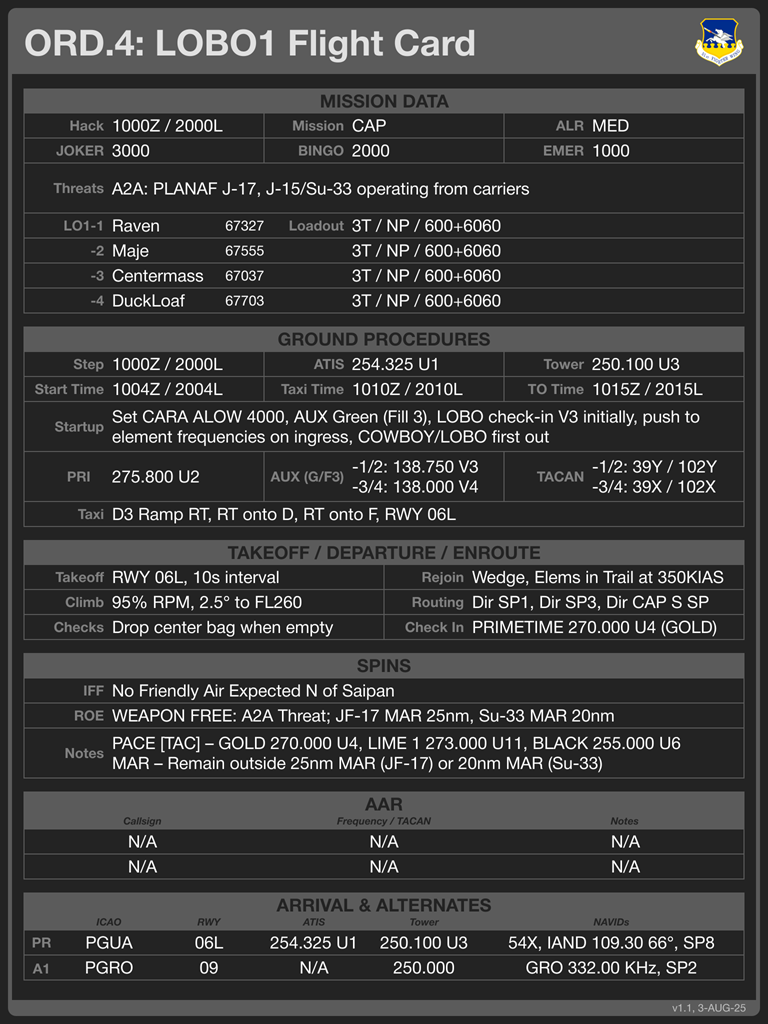 ORD.4: LOBO1 Flight Card
MISSION DATA
Hack 1000Z / 2000L Mission CAP ALR MED
JOKER 3000 BINGO 2000 EMER 1000
Threats A2A: PLANAF J-17, J-15/Su-33 operating from carriers
LO1-1 Raven 67327 Loadout 3T / NP / 600+6060
-2 Maje 67555 3T / NP / 600+6060
-3 Centermass 67037 3T / NP / 600+6060
-4 DuckLoaf 67703 3T / NP / 600+6060
GROUND PROCEDURES
Step 1000Z / 2000L ATIS 254.325 U1 Tower 250.100 U3
Start Time 1004Z / 2004L Taxi Time 1010Z / 2010L TO Time 1015Z / 2015L
Startup Set CARA ALOW 4000, AUX Green (Fill 3), LOBO check-in V3 initially, push to
element frequencies on ingress, COWBOY/LOBO first out
PRI 275.800 U2 AUX (G/F3) -1/2: 138.750 V3 TACAN -1/2: 39Y / 102Y
-3/4: 138.000 V4 -3/4: 39X / 102X
Taxi D3 Ramp RT, RT onto D, RT onto F, RWY 06L
TAKEOFF / DEPARTURE / ENROUTE
Takeoff RWY 06L, 10s interval Rejoin Wedge, Elems in Trail at 350KIAS
Climb 95% RPM, 2.5° to FL260 Routing Dir SP1, Dir SP3, Dir CAP S SP
Checks Drop center bag when empty Check In PRIMETIME 270.000 U4 (GOLD)
SPINS
IFF No Friendly Air Expected N of Saipan
ROE WEAPON FREE: A2A Threat; JF-17 MAR 25nm, Su-33 MAR 20nm
Notes PACE [TAC] – GOLD 270.000 U4, LIME 1 273.000 U11, BLACK 255.000 U6
MAR – Remain outside 25nm MAR (JF-17) or 20nm MAR (Su-33)
AAR
Callsign Frequency / TACAN Notes
N/A N/A N/A
N/A N/A N/A
ARRIVAL & ALTERNATES
ICAO RWY ATIS Tower NAVIDs
PR PGUA 06L 254.325 U1 250.100 U3 54X, IAND 109.30 66°, SP8
A1 PGRO 09 N/A 250.000 GRO 332.00 KHz, SP2
v1.1, 3-AUG-25